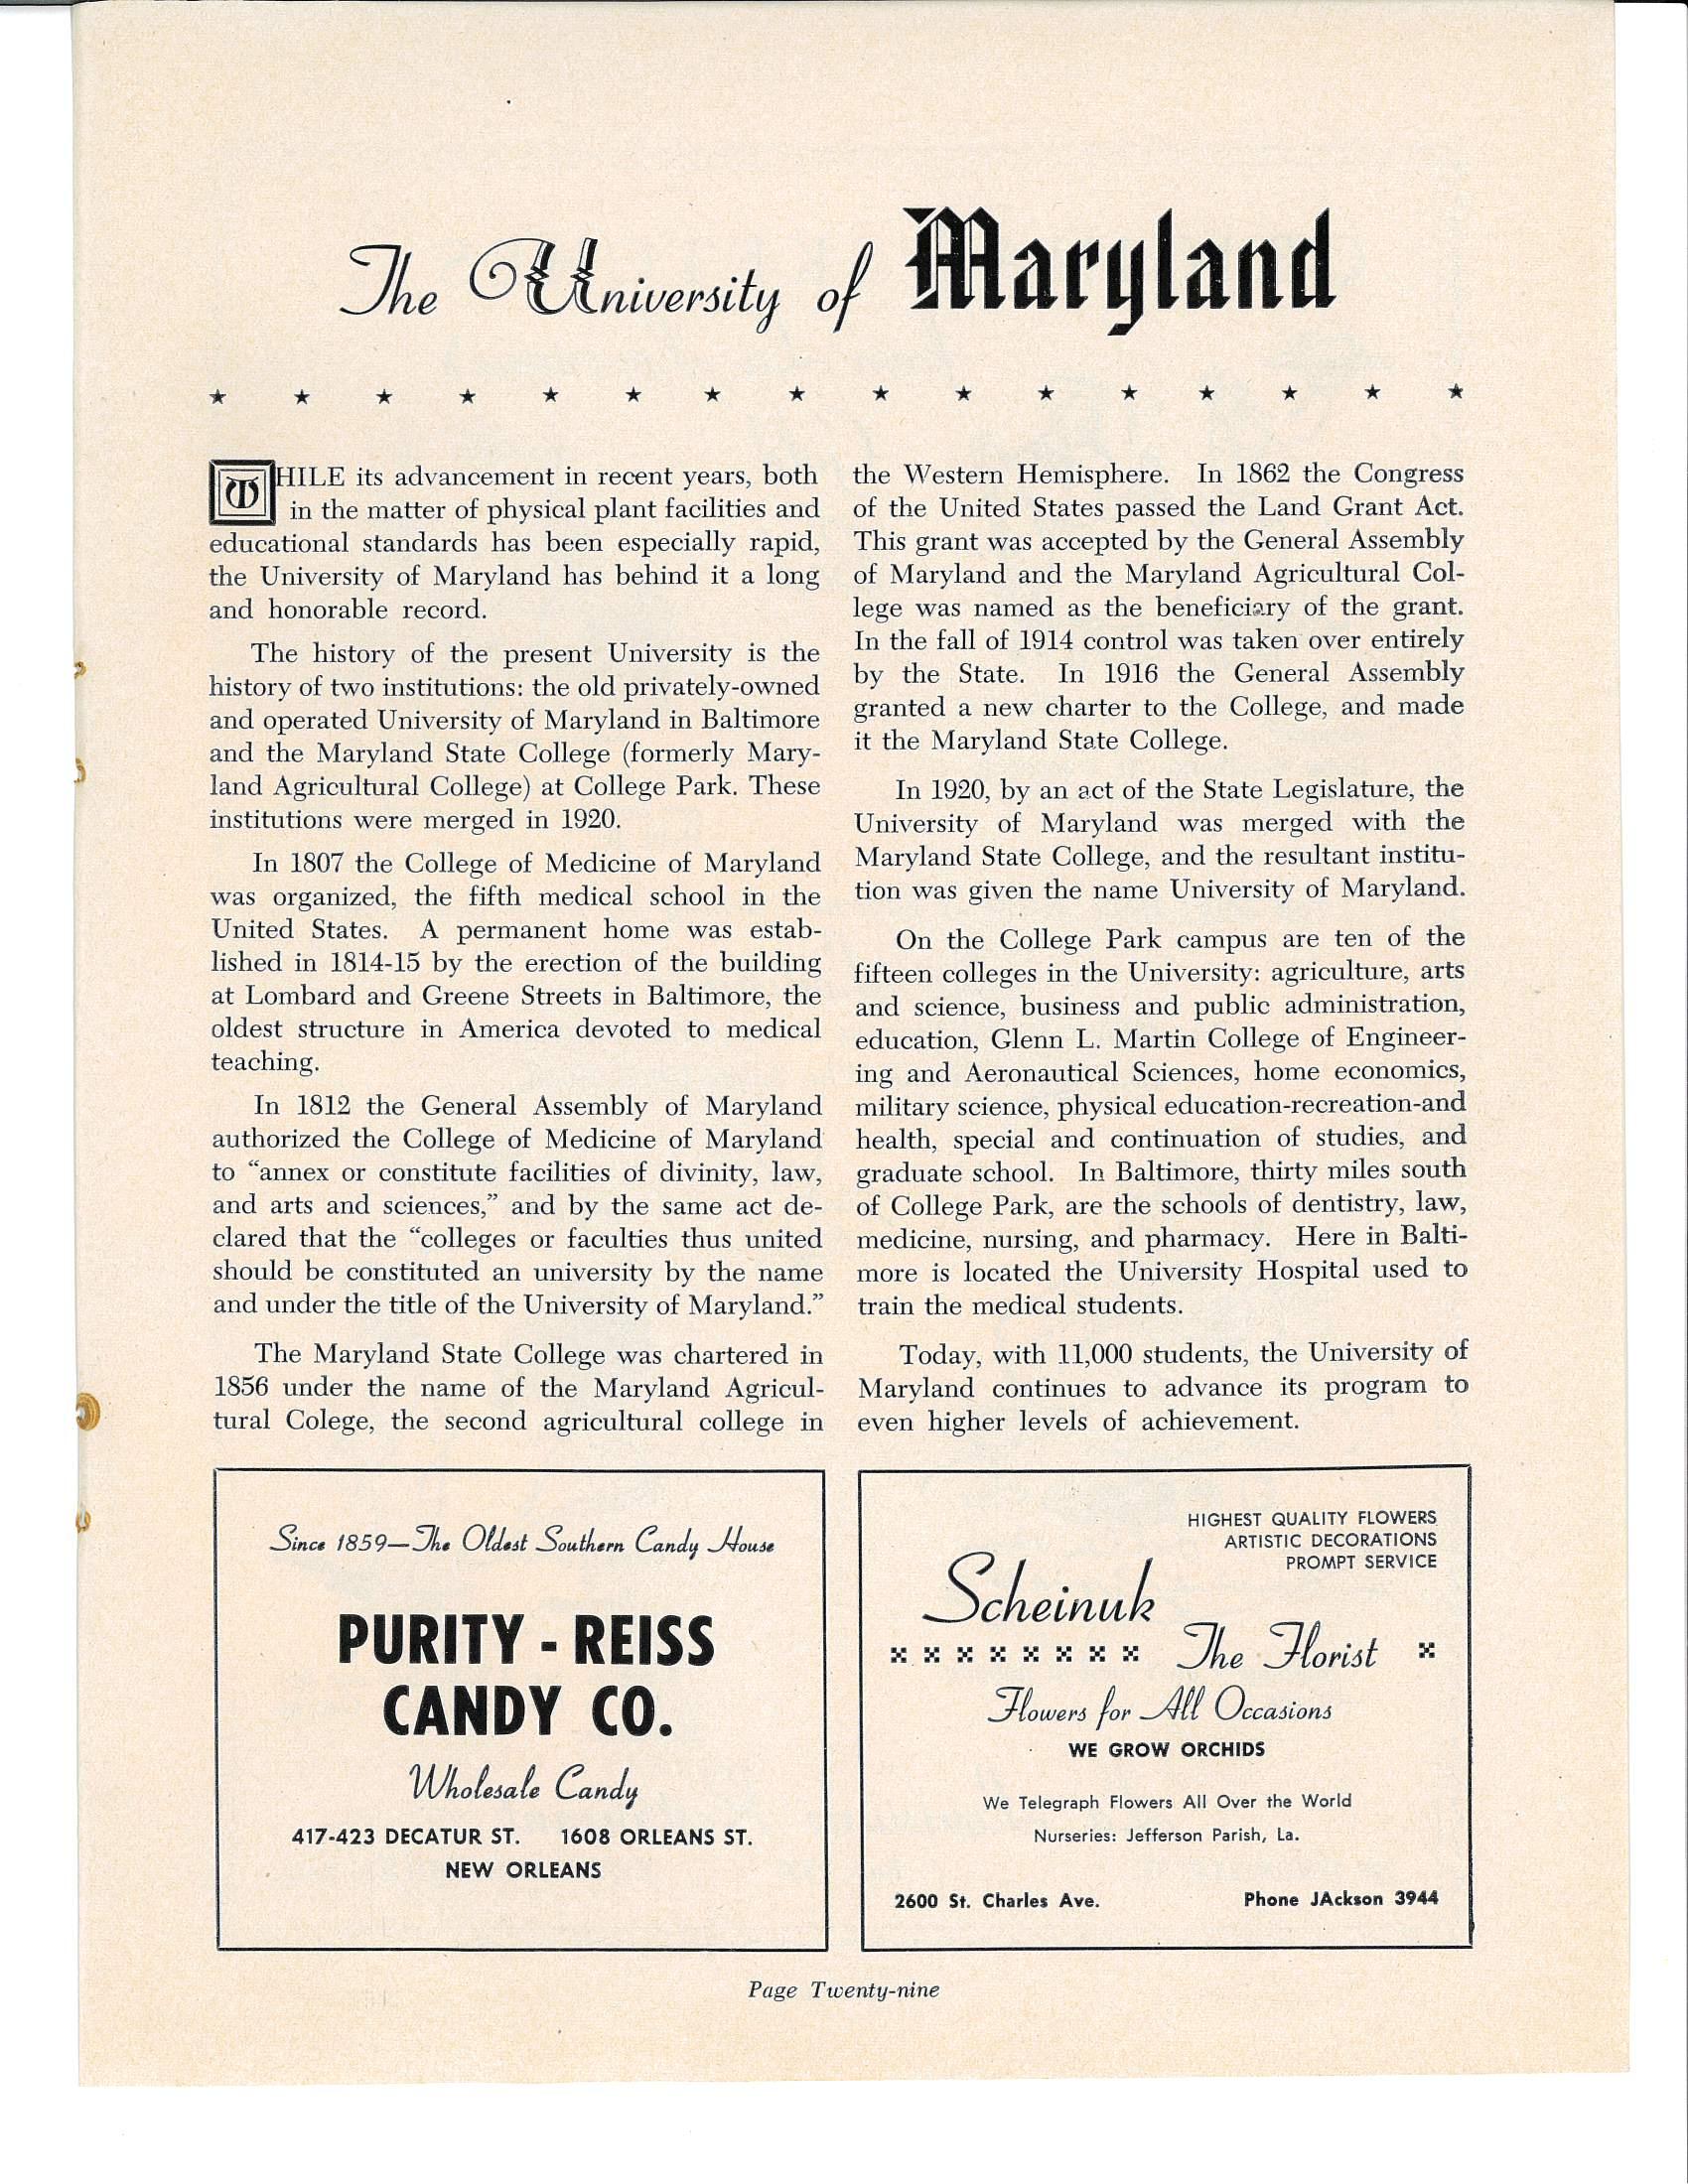 The University of Maryland
WHILE its advancement in recent years, both
in the matter of physical plant facilities and
educational standards has been especially rapid,
the University of Maryland has behind it a long
and honorable record.
The history of the present University is the
history of two institutions: the old privately-owned
and operated University of Maryland in Baltimore
and the Maryland State College (formerly Mary-
land Agricultural College) at College Park. These
institutions were merged in 1920.
In 1807 the College of Medicine of Maryland
was organized, the fifth medical school in the
United States. A permanent home was estab-
lished in 1814-15 by the erection of the building
at Lombard and Greene Streets in Baltimore, the
oldest structure in America devoted to medical
teaching.
In 1812 the General Assembly of Maryland
authorized the College of Medicine of Maryland
to “annex or constitute facilities of divinity, law,
and arts and sciences,” and by the same act de-
clared that the “colleges or faculties thus united
should be constituted an university by the name
and under the title of the University of Maryland.”
The Maryland State College was chartered in
1856 under the name of the Maryland Agricul-
tural Colege, the second agricultural college in
the Western Hemisphere. In 1862 the Congress
of the United States passed the Land Grant Act.
This grant was accepted by the General Assembly
of Maryland and the Maryland Agricultural Col-
lege was named as the beneficiary of the grant.
In the fall of 1914 control was taken over entirely
by the State. In 1916 the General Assembly
granted a new charter to the College, and made
it the Maryland State College.
In 1920, by an act of the State Legislature, the
University of Maryland was merged with the
Maryland State College, and the resultant institu-
tion was given the name University of Maryland.
On the College Park campus are ten of the
fifteen colleges in the University: agriculture, arts
and science, business and public administration,
education, Glenn L. Martin College of Engineer-
ing and Aeronautical Sciences, home economics,
military science, physical education-recreation-and
health, special and continuation of studies, and
graduate school. In Baltimore, thirty miles south
of College Park, are the schools of dentistry, law,
medicine, nursing, and pharmacy. Here in Balti-
more is located the University Hospital used to
train the medical students.
Today, with 11,000 students, the University of
Maryland continues to advance its program to
even higher levels of achievement.
Since 1859—The Oldest Southern Candy House
PURITY - REISS
CANDY CO.
Wholesale Candy
417-423 DECATUR ST. 1608 ORLEANS ST.
NEW ORLEANS
HIGHEST QUALITY FLOWERS
ARTISTIC DECORATIONS
PROMPT SERVICE
Scheinuk
The Florist
Flowers for All Occasions
WE GROW ORCHIDS
We Telegraph Flowers All Over the World
Nurseries: Jefferson Parish, La.
2600 St. Charles Ave. Phone JAckson 3944
Page Twenty-nine